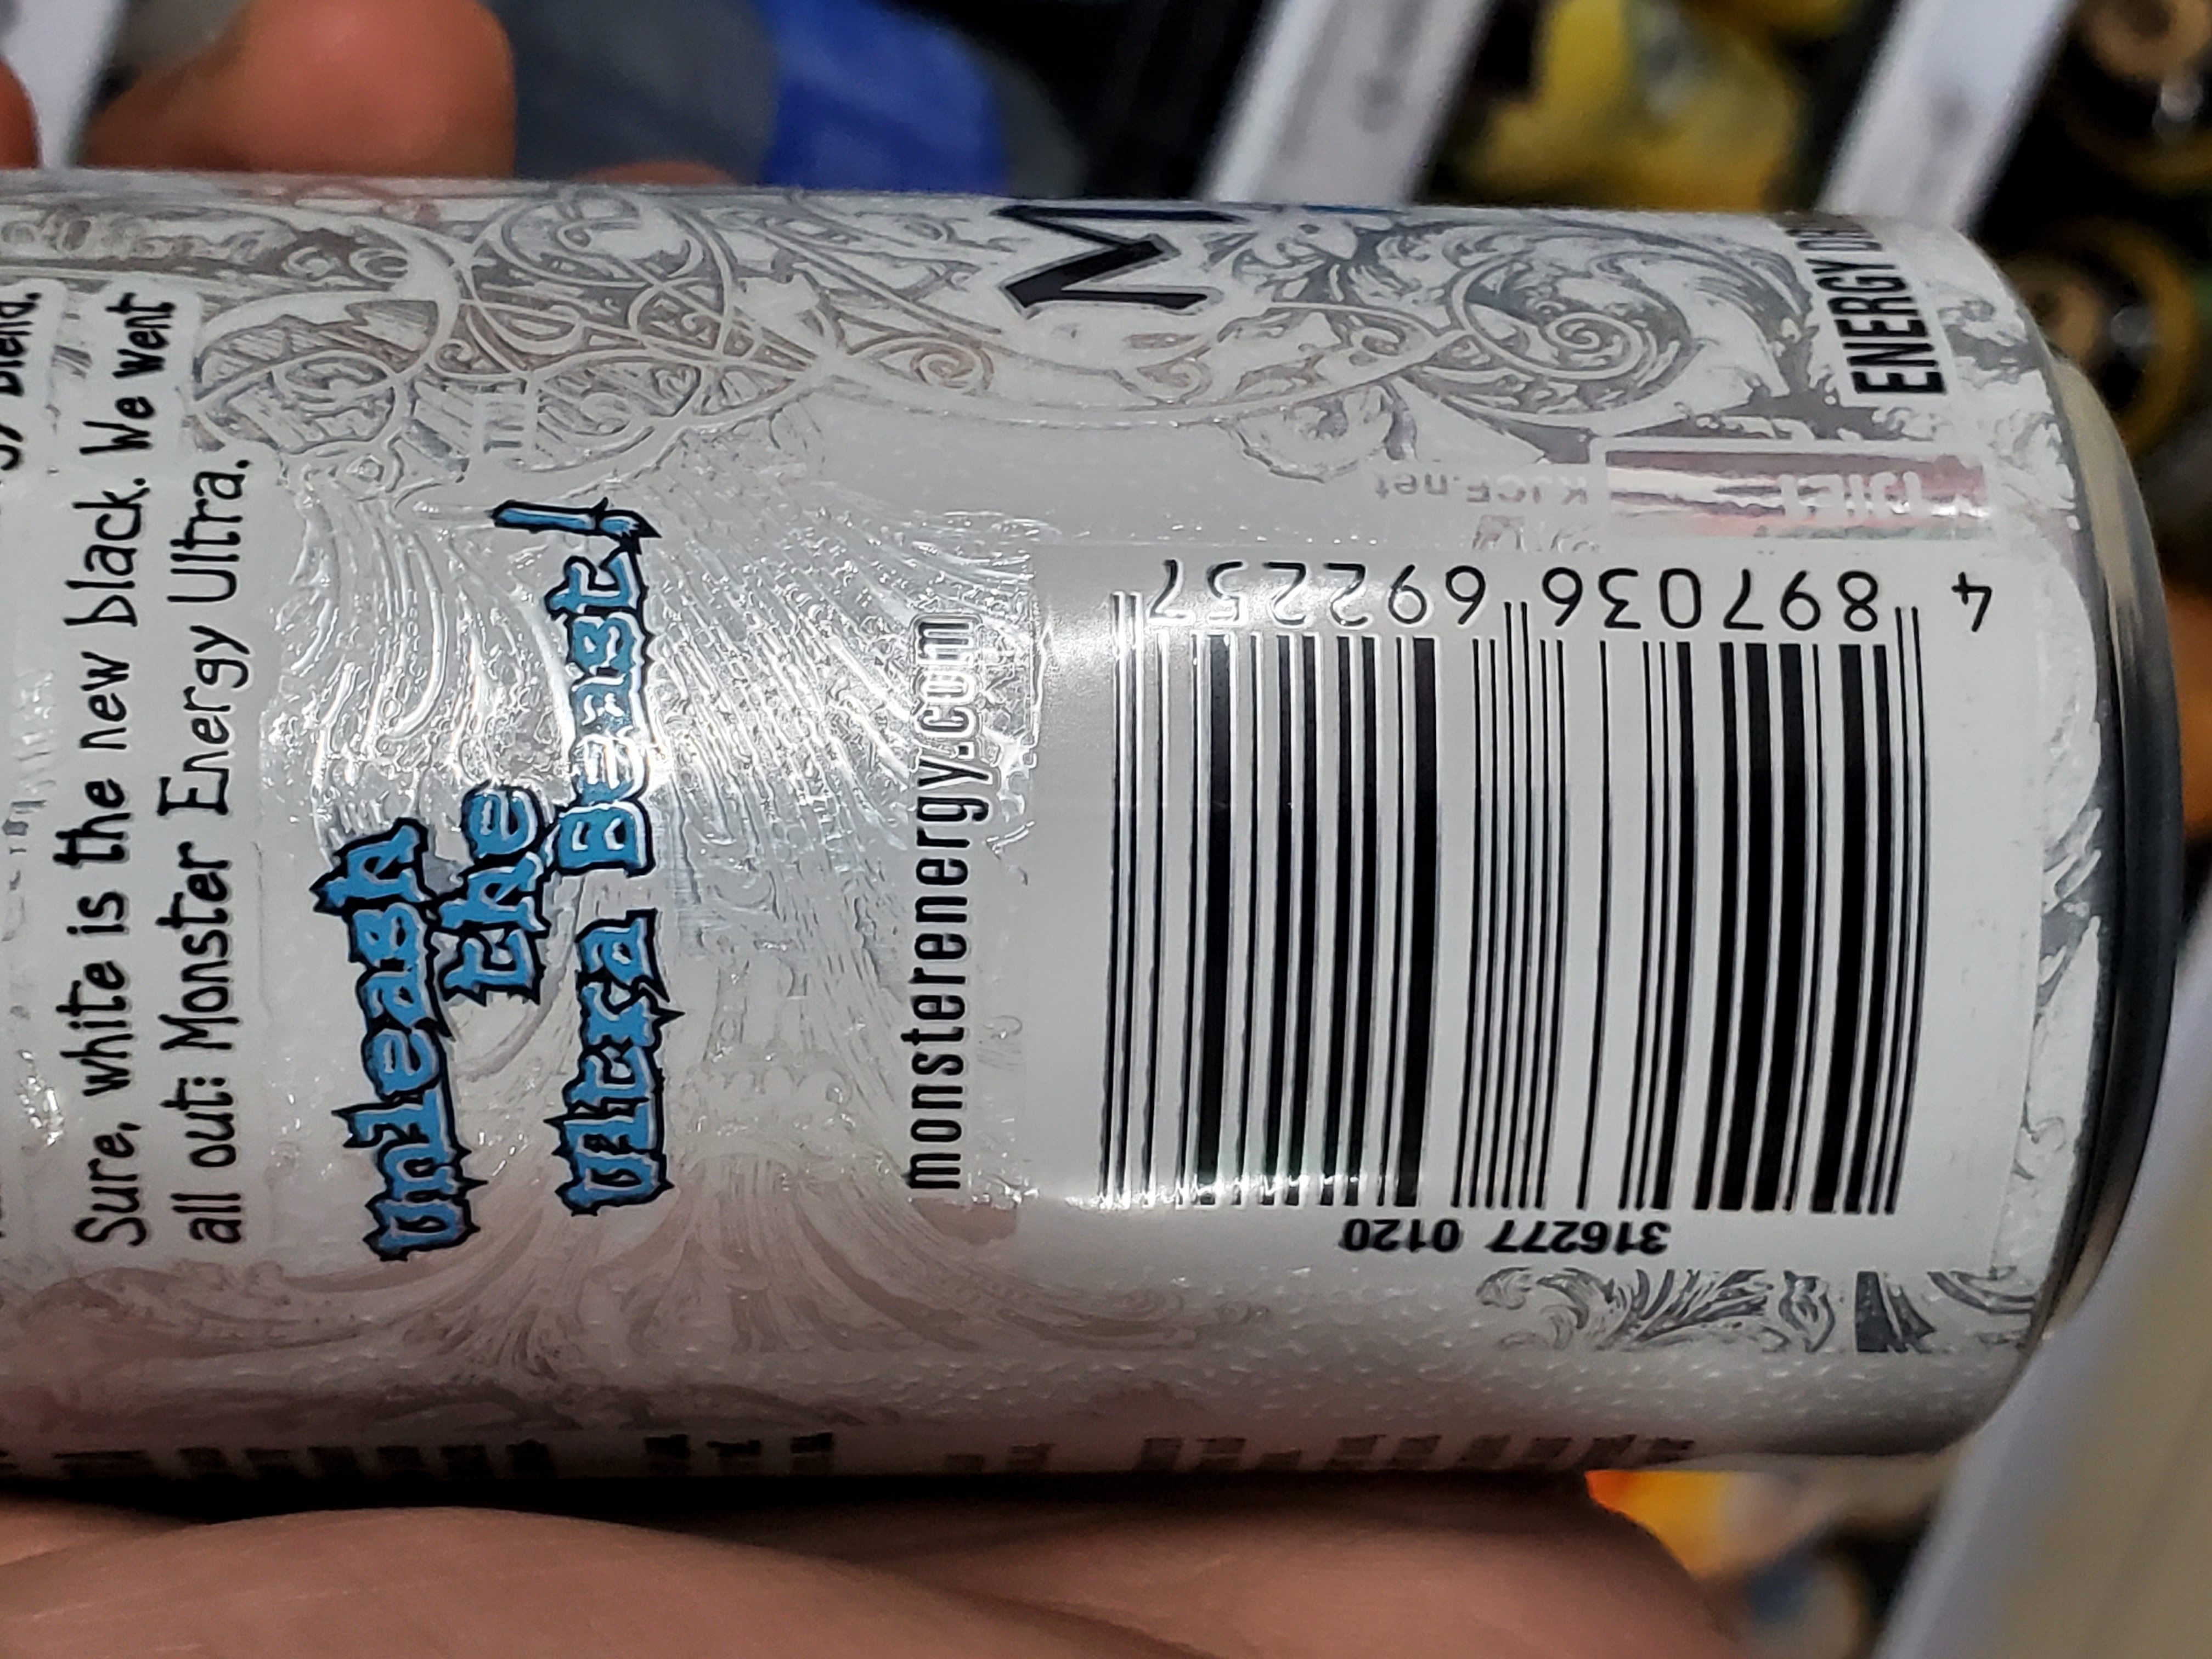 Blend.
Sure, white is the new black. We went
all out: Monster Energy Ultra.
Unleash
the
Ultra Beast!
monsterenergy.com
316277 0120
4 897036 692257
M
ENERGY